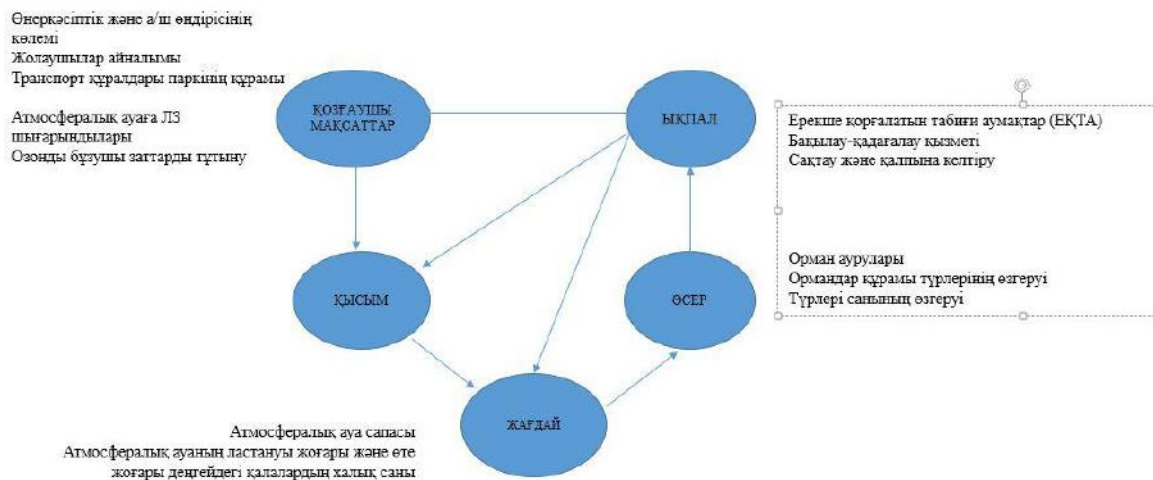 Өнеркәсіптік және а/ш өндірісінің
көлемі
Жолаушылар айналымы
Транспорт құралдары паркінің құрамы
Атмосфералық ауаға ЛЗ
шығарындылары
Озонды бұзушы заттарды тұтыну
ҚОЗҒАУШЫ
МАҚСАТТАР
ЫҚПАЛ
Ерекше қорғалатын табиғи аумақтар (ЕҚТА)
Бақылау-қадағалау қызметі
Сақтау және қалпына келтіру
Орман аурулары
Ормандар құрамы түрлерінің өзгеруі
Түрлері санының өзгеруі
ҚЫСЫМ
ӘСЕР
ЖАҒДАЙ
Атмосфералық ауа сапасы
Атмосфералық ауаның ластануы жоғары және өте
жоғары деңгейдегі қалалардың халық саны